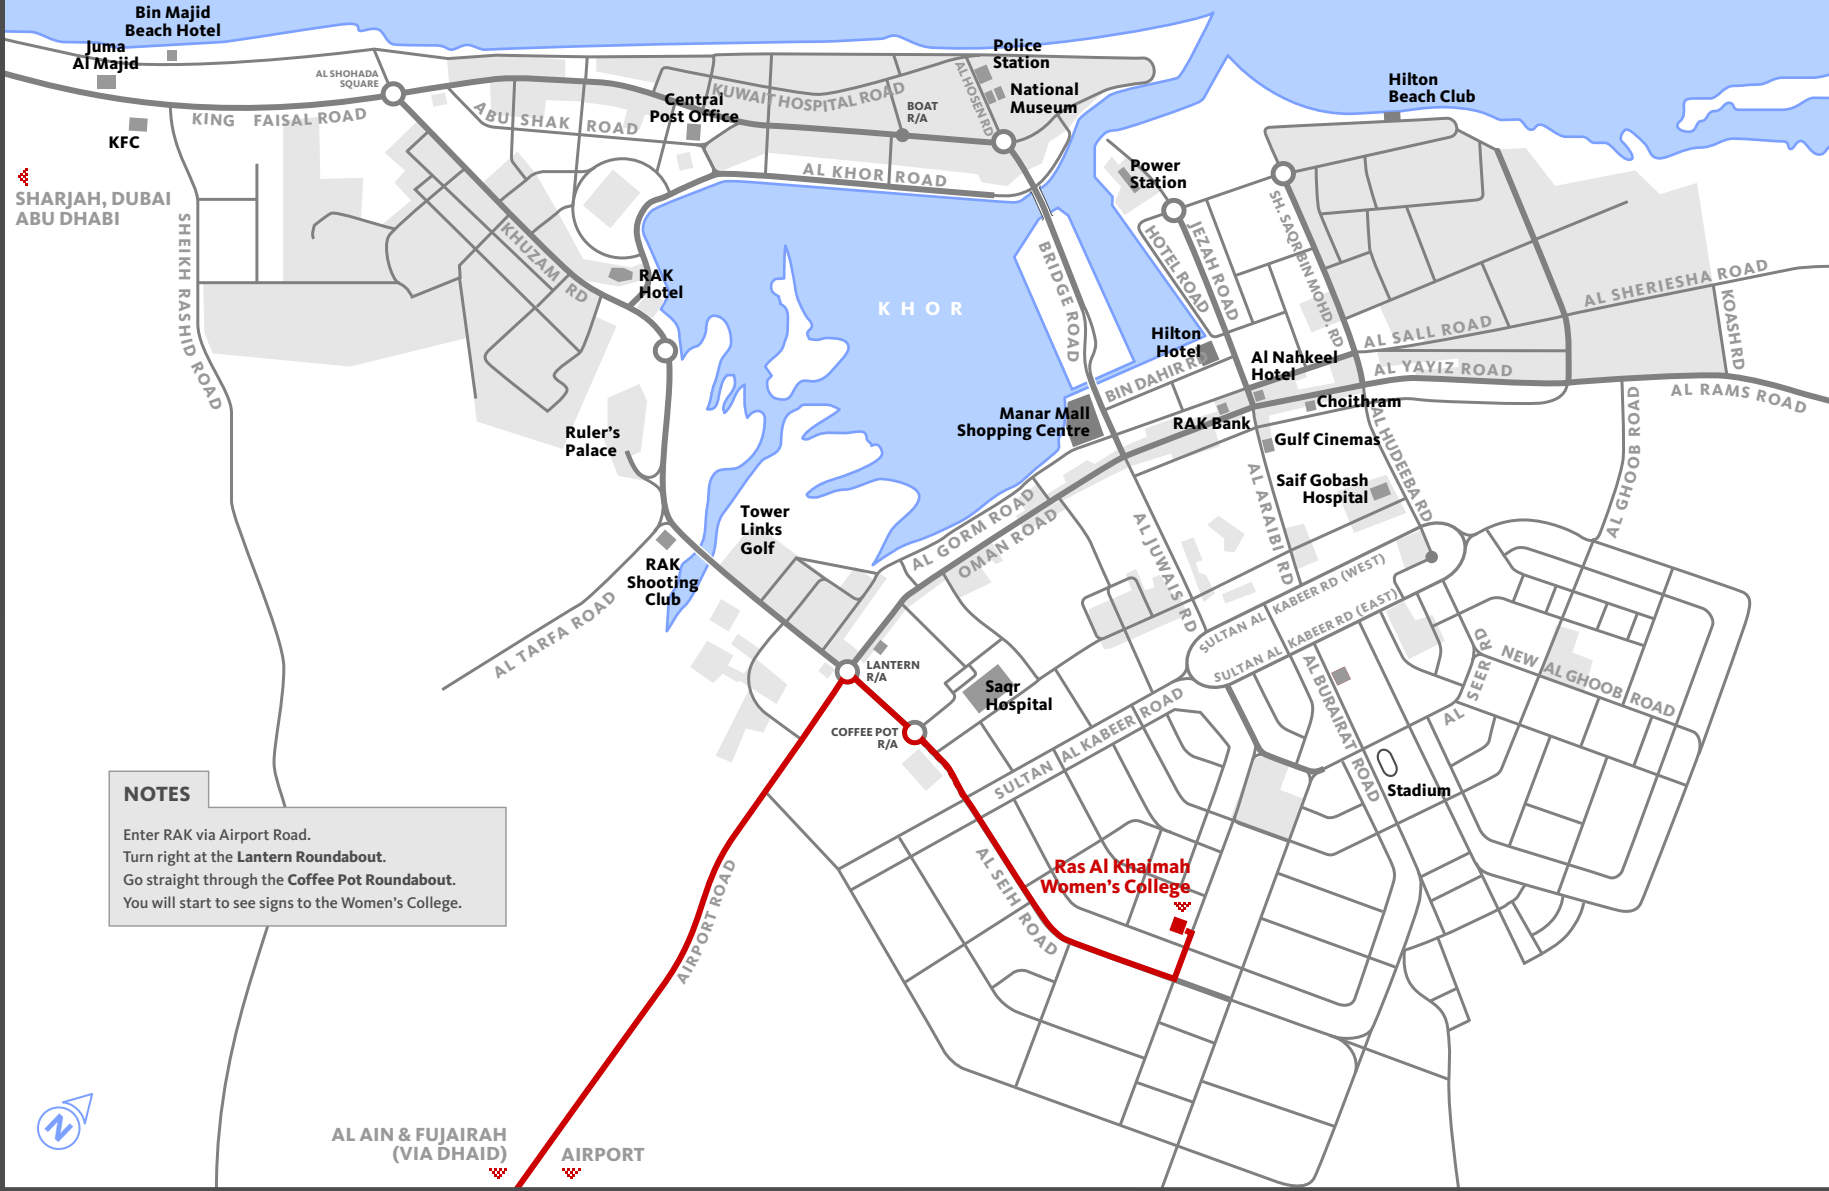 Bin Majid
Beach Hotel
Juma
Al Majid
KFC
AL SHOHADA
SQUARE
KING FAISAL ROAD
SHARJAH, DUBAI
ABU DHABI
SHEIKH RASHID ROAD
ABU SHAK ROAD
KHUZAM RD
Central
Post Office
KUWAIT HOSPITAL ROAD
BOAT
R/A
AL HOSEN RD
Police
Station
National
Museum
AL KHOR ROAD
RAK
Hotel
KHOR
BRIDGE ROAD
Power
Station
HOTEL ROAD
JEZAH ROAD
SH. SAQR BIN MOHD. RD
Hilton
Beach Club
AL SHERIESHA ROAD
KOASH RD
AL SALL ROAD
AL YAYIZ ROAD
AL RAMS ROAD
Hilton
Hotel
BIN DAHIR RD
Al Nahkeel
Hotel
Choithram
RAK Bank
Gulf Cinemas
Manar Mall
Shopping Centre
Saif Gobash
Hospital
AL HUDEEBA RD
AL GHOOB ROAD
Ruler's
Palace
Tower
Links
Golf
RAK
Shooting
Club
AL TARFA ROAD
AL GORM ROAD
OMAN ROAD
AL JUWAIS RD
AL ARAIBI RD
SULTAN AL KABEER RD (WEST)
SULTAN AL KABEER RD (EAST)
LANTERN
R/A
Saqr
Hospital
COFFEE POT
R/A
SULTAN AL KABEER ROAD
AL BURAIRAT ROAD
AL SEER RD
NEW AL GHOOB ROAD
Stadium
NOTES
Enter RAK via Airport Road.
Turn right at the Lantern Roundabout.
Go straight through the Coffee Pot Roundabout.
You will start to see signs to the Women's College.
AIRPORT ROAD
AL SEIH ROAD
Ras Al Khaimah
Women's College
N
AL AIN & FUJAIRAH
(VIA DHAID)
AIRPORT